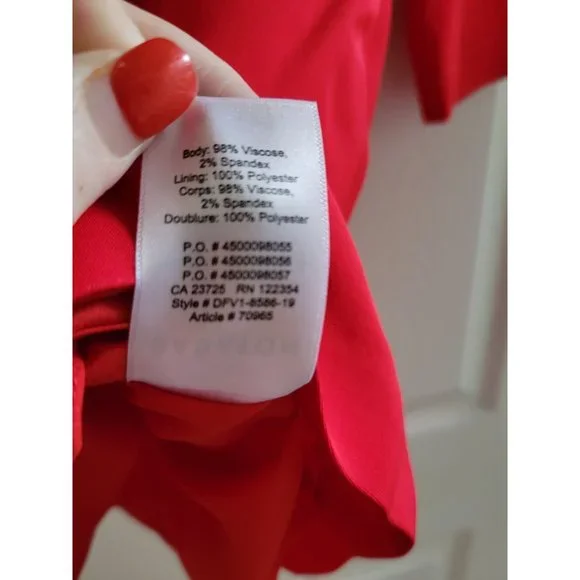 Body: 98% Viscose,
2% Spandex
Lining: 100% Polyester
Corps: 98% Viscose,
2% Spandex
Doublure: 100% Polyester
P.O. # 4500098055
P.O. # 4500098056
P.O. # 4500098057
CA 23725 RN 122354
Style # DFV1-8586-19
Article # 70965